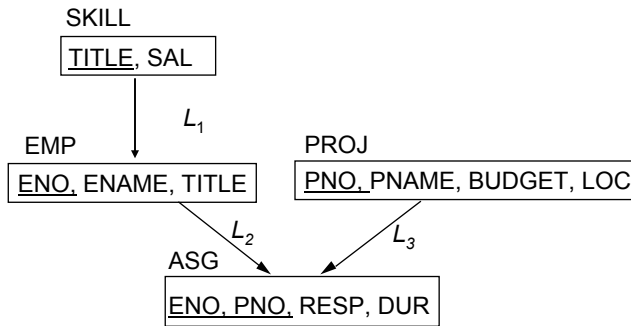 SKILL
TITLE, SAL
L1
EMP
PROJ
ENO, ENAME, TITLE
PNO, PNAME, BUDGET, LOC
L2
L3
ASG
ENO, PNO, RESP, DUR